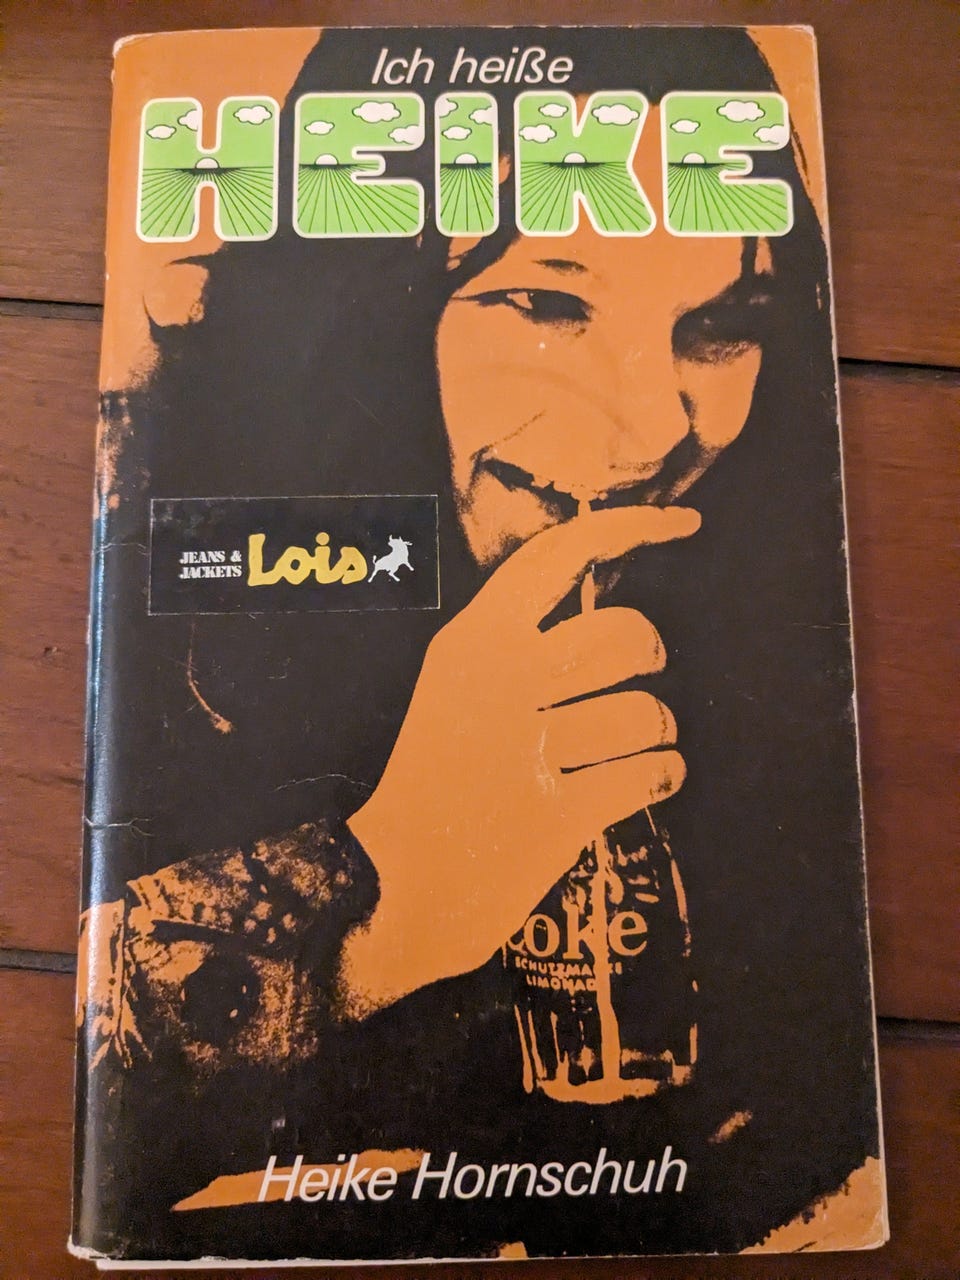 Ich heiße
HEIKE
JEANS &
JACKETS
Lois
Coke
SCHUTZMARKE
LIMONADE
Heike Hornschuh